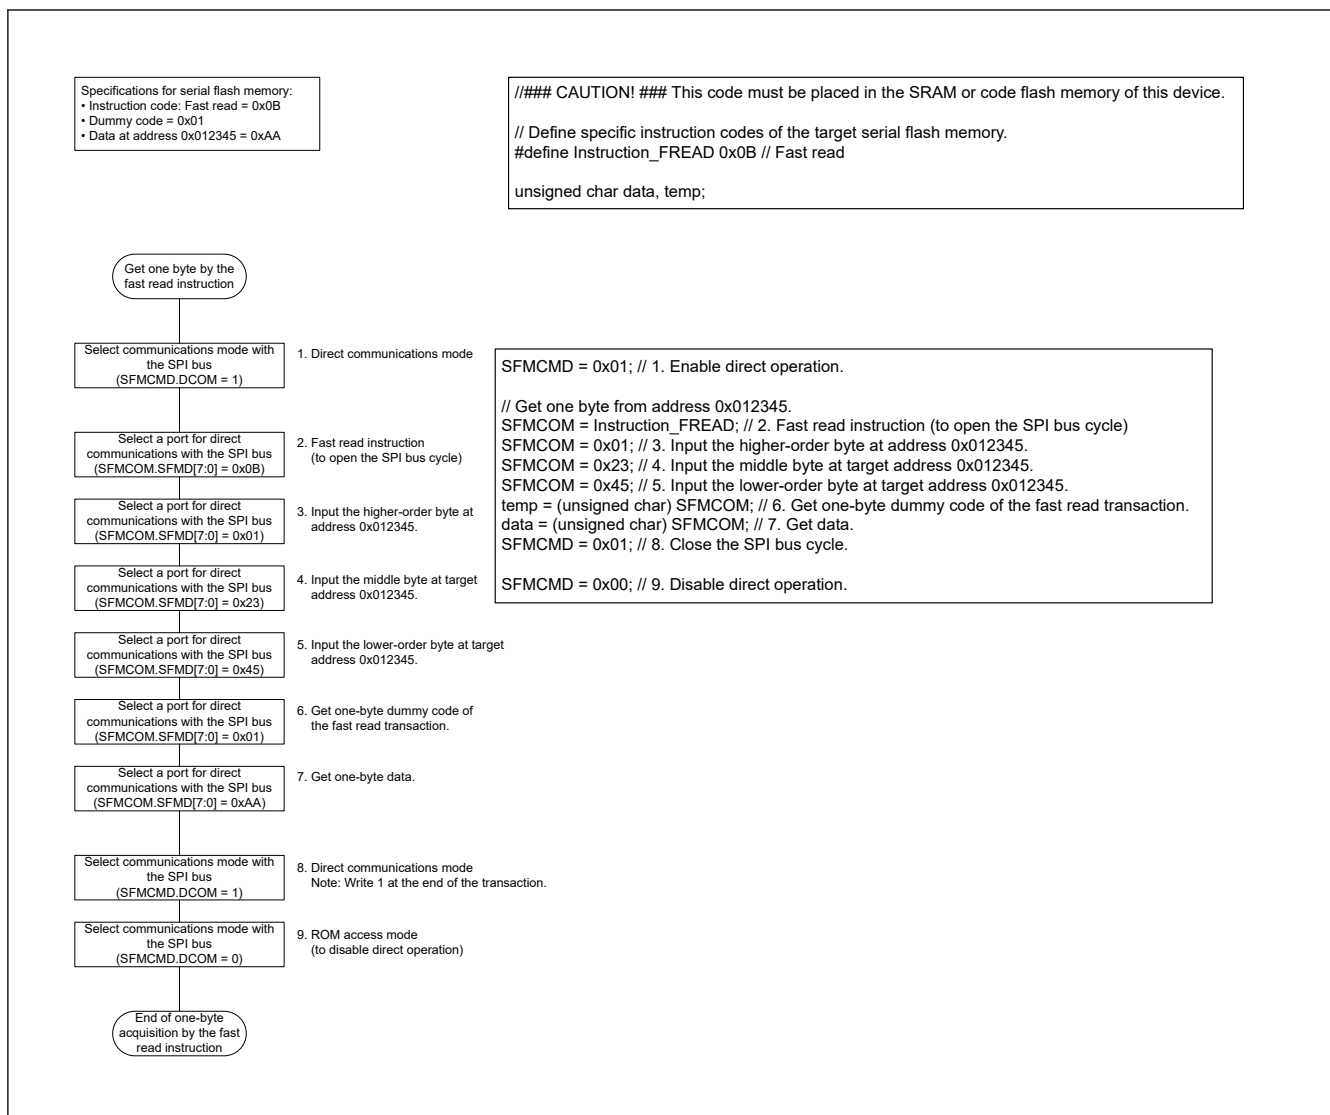 Specifications for serial flash memory:
• Instruction code: Fast read = 0x0B
• Dummy code = 0x01
• Data at address 0x012345 = 0xAA
//### CAUTION! ### This code must be placed in the SRAM or code flash memory of this device.
// Define specific instruction codes of the target serial flash memory.
#define Instruction_FREAD 0x0B // Fast read
unsigned char data, temp;
Get one byte by the
fast read instruction
Select communications mode with
the SPI bus
(SFMCMD.DCOM = 1)
1. Direct communications mode
Select a port for direct
communications with the SPI bus
(SFMCOM.SFMD[7:0] = 0x0B)
2. Fast read instruction
(to open the SPI bus cycle)
Select a port for direct
communications with the SPI bus
(SFMCOM.SFMD[7:0] = 0x01)
3. Input the higher-order byte at
address 0x012345.
Select a port for direct
communications with the SPI bus
(SFMCOM.SFMD[7:0] = 0x23)
4. Input the middle byte at target
address 0x012345.
Select a port for direct
communications with the SPI bus
(SFMCOM.SFMD[7:0] = 0x45)
5. Input the lower-order byte at target
address 0x012345.
Select a port for direct
communications with the SPI bus
(SFMCOM.SFMD[7:0] = 0x01)
6. Get one-byte dummy code of
the fast read transaction.
Select a port for direct
communications with the SPI bus
(SFMCOM.SFMD[7:0] = 0xAA)
7. Get one-byte data.
Select communications mode with
the SPI bus
(SFMCMD.DCOM = 1)
8. Direct communications mode
Note: Write 1 at the end of the transaction.
Select communications mode with
the SPI bus
(SFMCMD.DCOM = 0)
9. ROM access mode
(to disable direct operation)
End of one-byte
acquisition by the fast
read instruction
SFMCMD = 0x01; // 1. Enable direct operation.
// Get one byte from address 0x012345.
SFMCOM = Instruction_FREAD; // 2. Fast read instruction (to open the SPI bus cycle)
SFMCOM = 0x01; // 3. Input the higher-order byte at address 0x012345.
SFMCOM = 0x23; // 4. Input the middle byte at target address 0x012345.
SFMCOM = 0x45; // 5. Input the lower-order byte at target address 0x012345.
temp = (unsigned char) SFMCOM; // 6. Get one-byte dummy code of the fast read transaction.
data = (unsigned char) SFMCOM; // 7. Get data.
SFMCMD = 0x01; // 8. Close the SPI bus cycle.
SFMCMD = 0x00; // 9. Disable direct operation.